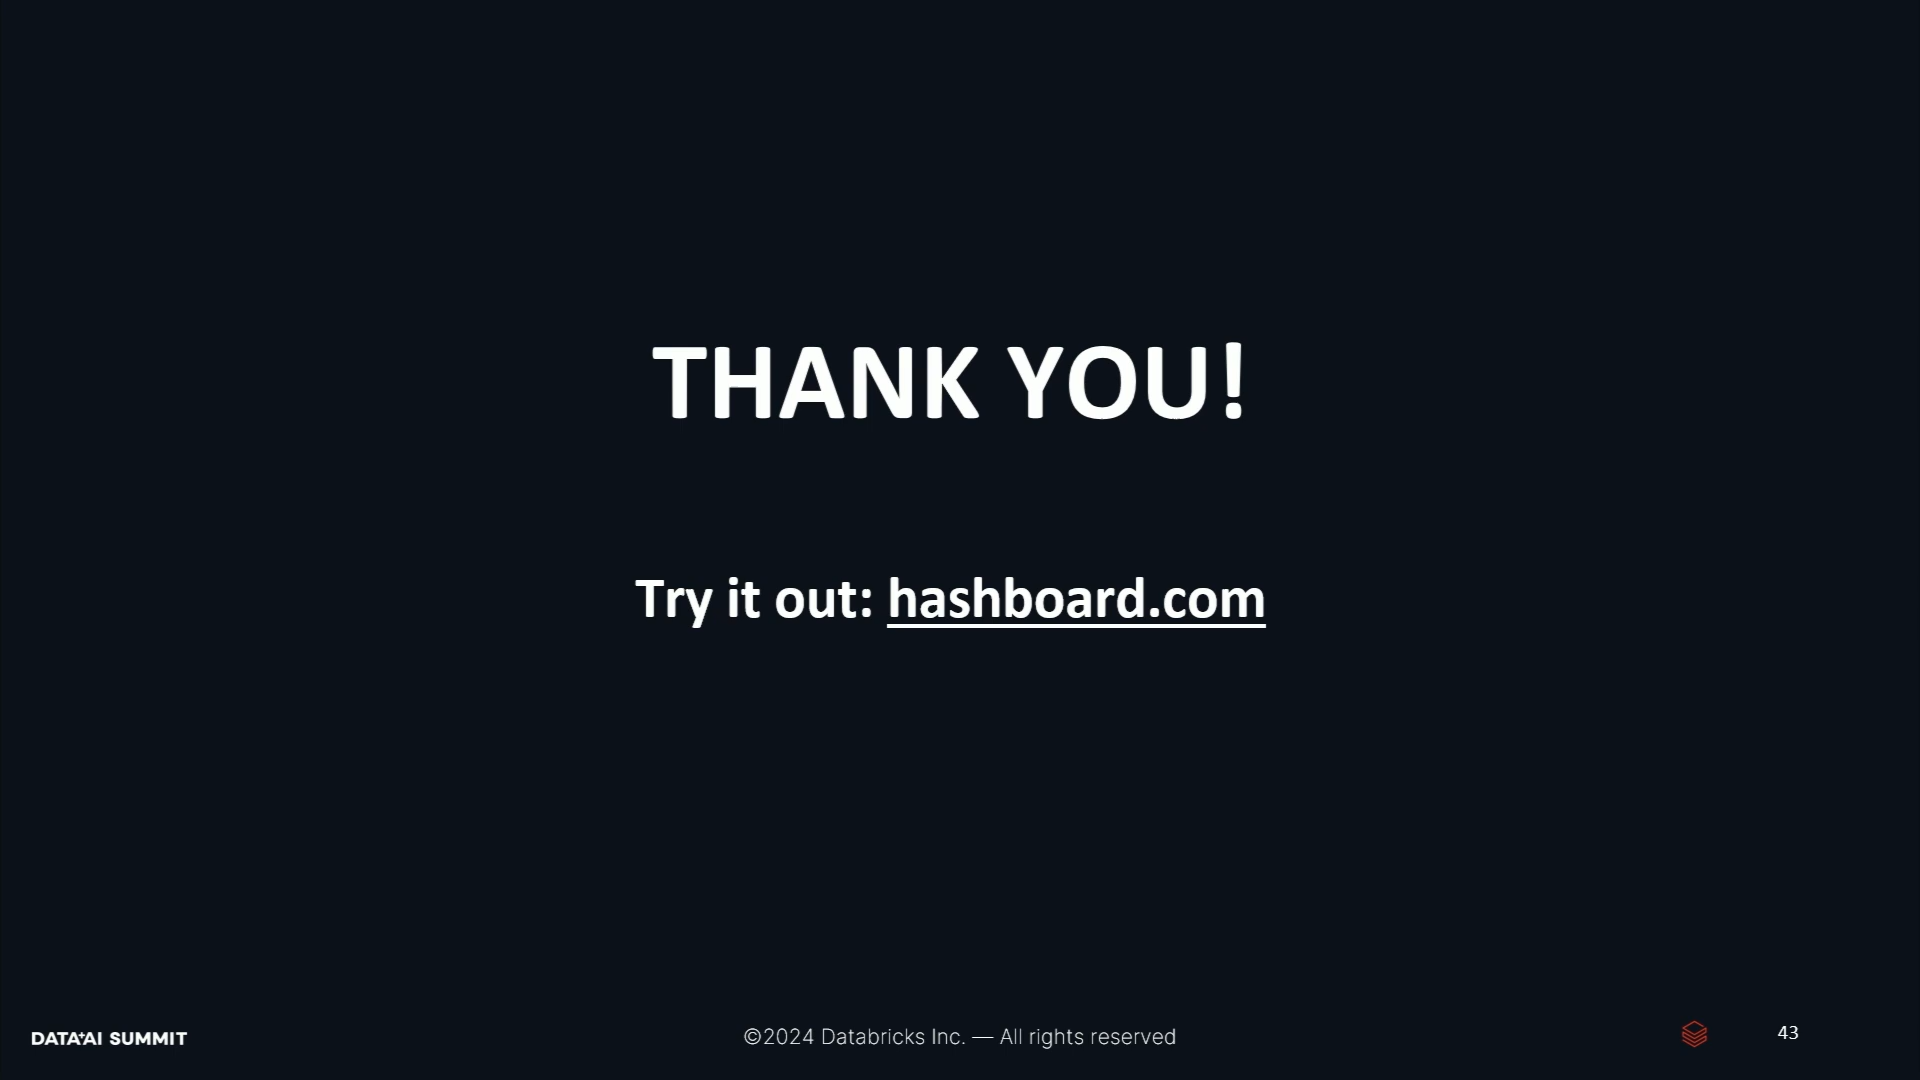 THANK YOU!
Try it out: hashboard.com
DATA+AI SUMMIT
©2024 Databricks Inc. — All rights reserved
43